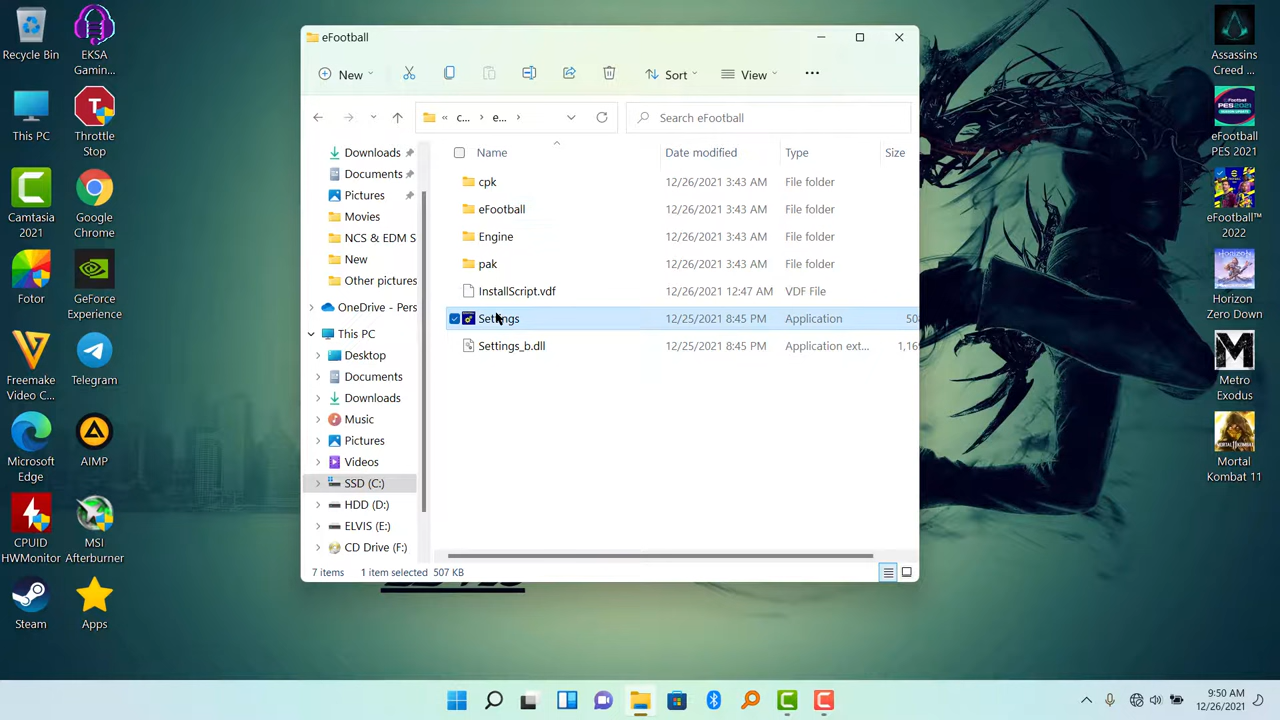 Recycle Bin
EKSA
Gaming...
This PC
Throttle
Stop
Camtasia
2021
Google
Chrome
Fotor
GeForce
Experience
Freemake
Video C...
Telegram
Microsoft
Edge
AIMP
CPUID
HWMonitor
MSI
Afterburner
Steam
Apps
eFootball
New
Sort
View
« c... › e... ›
Search eFootball
Name Date modified Type Size
cpk 12/26/2021 3:43 AM File folder
eFootball 12/26/2021 3:43 AM File folder
Engine 12/26/2021 3:43 AM File folder
pak 12/26/2021 3:43 AM File folder
InstallScript.vdf 12/26/2021 12:47 AM VDF File
Settings 12/25/2021 8:45 PM Application 50
Settings_b.dll 12/25/2021 8:45 PM Application ext... 1,16
Downloads
Documents
Pictures
Movies
NCS & EDM S
New
Other pictures
OneDrive - Pers
This PC
Desktop
Documents
Downloads
Music
Pictures
Videos
SSD (C:)
HDD (D:)
ELVIS (E:)
CD Drive (F:)
7 items 1 item selected 507 KB
Assassins
Creed ...
eFootball
PES 2021
eFootball™
2022
Horizon
Zero Down
Metro
Exodus
Mortal
Kombat 11
9:50 AM
12/26/2021